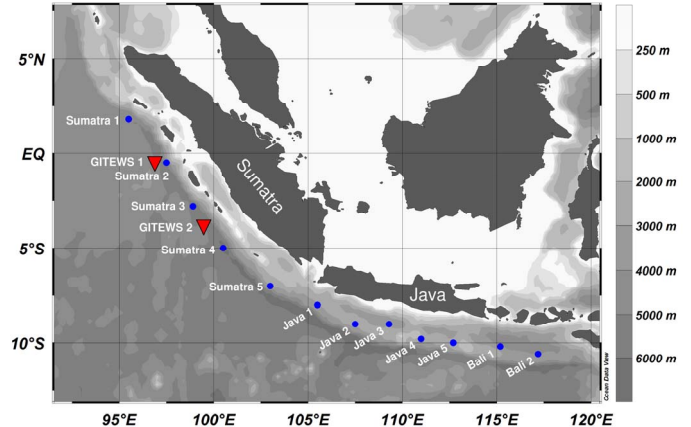 5°N
EQ
5°S
10°S
95°E
100°E
105°E
110°E
115°E
120°E
Sumatra 1
GITEWS 1
Sumatra 2
Sumatra 3
GITEWS 2
Sumatra 4
Sumatra 5
Java 1
Java 2
Java 3
Java 4
Java 5
Bali 1
Bali 2
Sumatra
Java
250 m
500 m
1000 m
2000 m
3000 m
4000 m
5000 m
6000 m
Ocean Data View